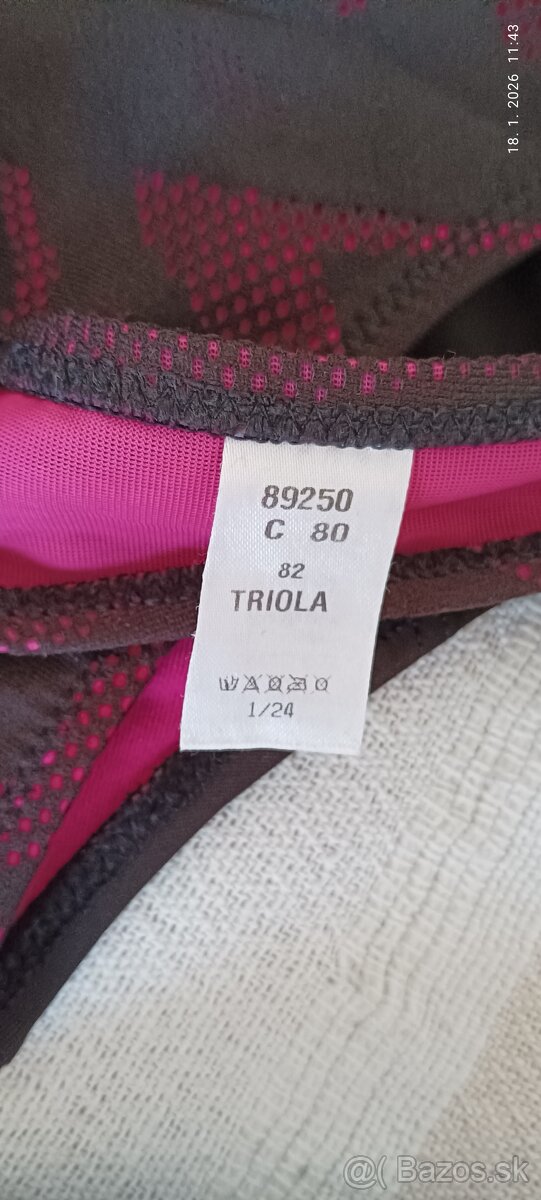 18. 1. 2026 11:43
89250
C 80
82
TRIOLA
1/24
@( Bazos.sk